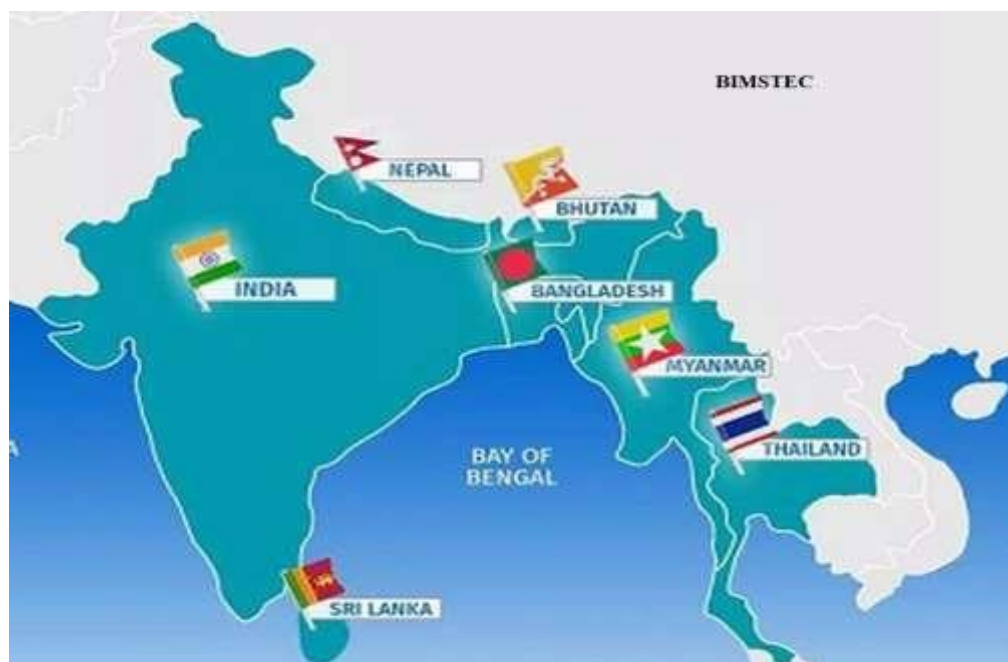 BIMSTEC
NEPAL
BHUTAN
INDIA
BANGLADESH
MYANMAR
THAILAND
BAY OF
BENGAL
SRI LANKA
A